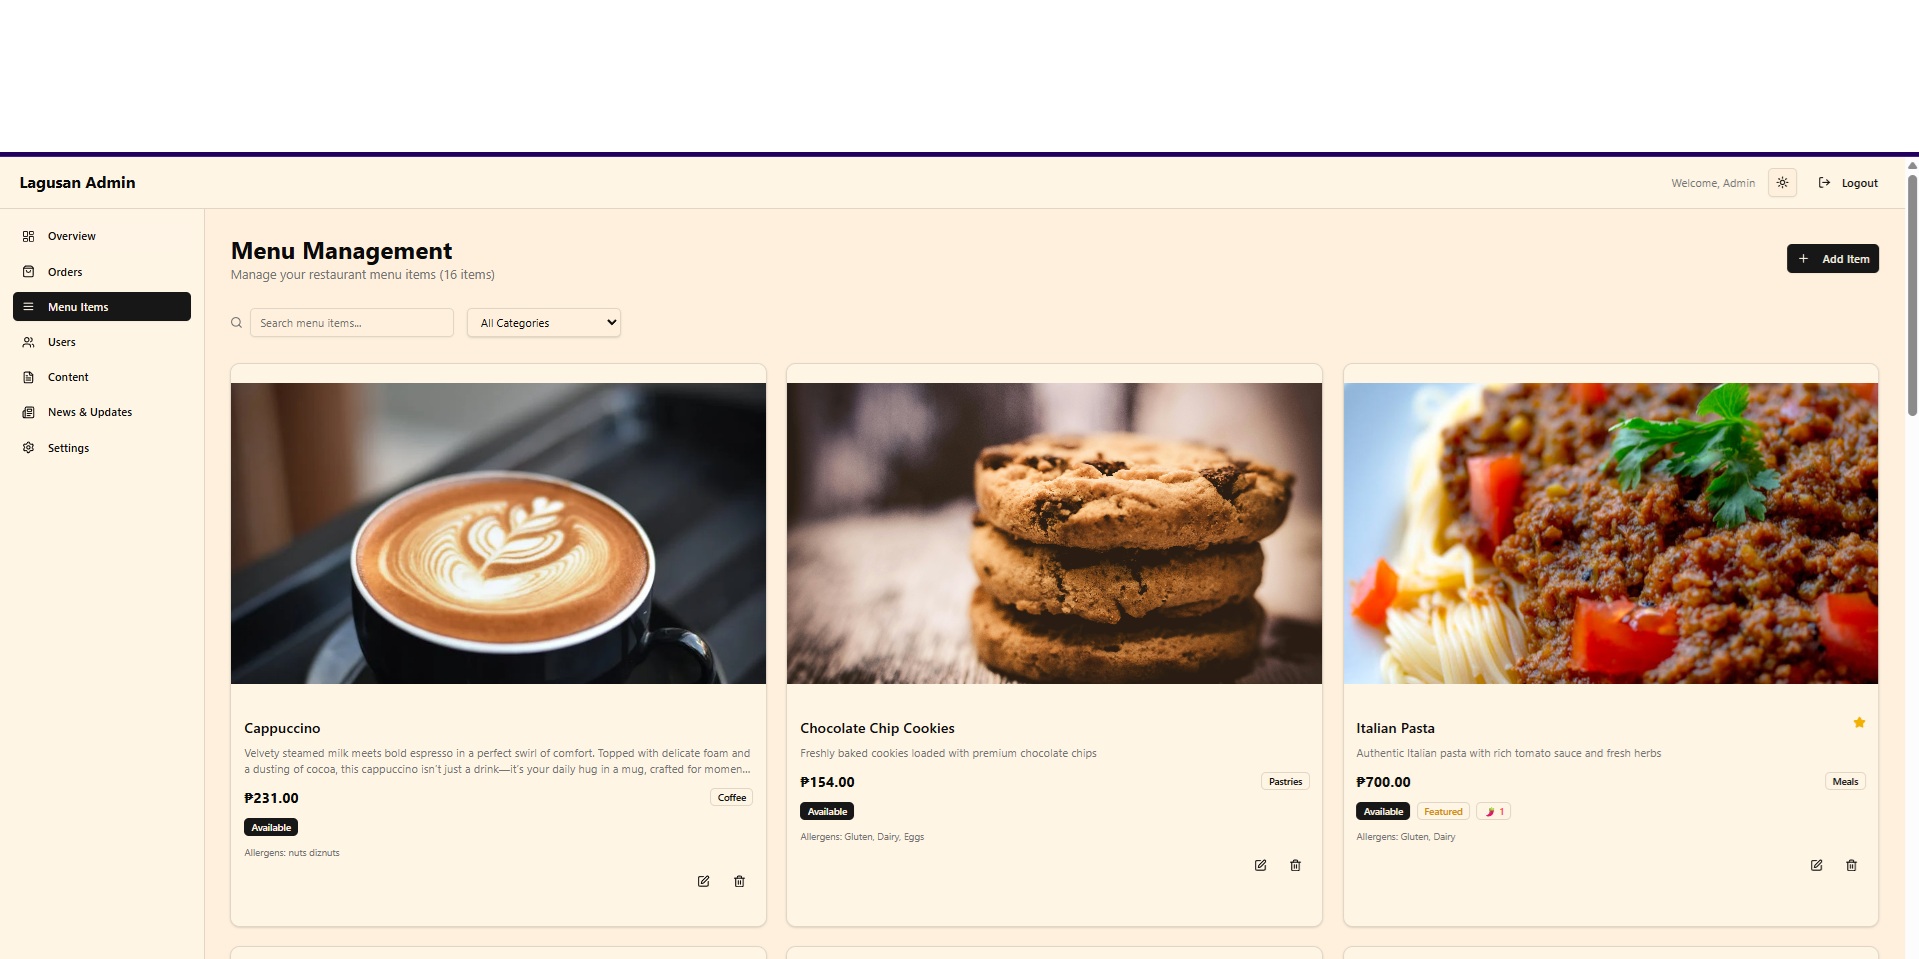 Lagusan Admin
Welcome, Admin
Logout
Overview
Orders
Menu Items
Users
Content
News & Updates
Settings
Menu Management
Manage your restaurant menu items (16 items)
Add Item
Search menu items...
All Categories
Cappuccino
Velvety steamed milk meets bold espresso in a perfect swirl of comfort. Topped with delicate foam and
a dusting of cocoa, this cappuccino isn't just a drink—it's your daily hug in a mug, crafted for momen...
₱231.00
Coffee
Available
Allergens: nuts diznuts
Chocolate Chip Cookies
Freshly baked cookies loaded with premium chocolate chips
₱154.00
Pastries
Available
Allergens: Gluten, Dairy, Eggs
Italian Pasta
Authentic Italian pasta with rich tomato sauce and fresh herbs
₱700.00
Meals
Available
Featured
🌶️ 1
Allergens: Gluten, Dairy